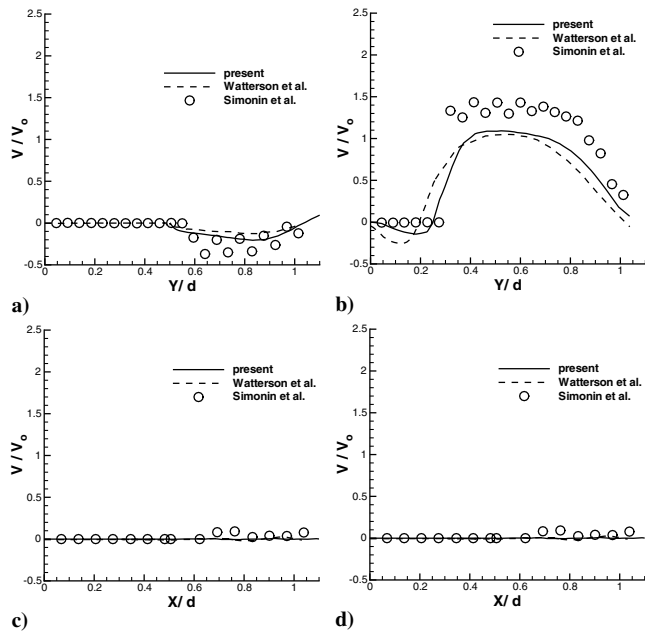 2.5
2
1.5
1
0.5
0
-0.5
V / Vo
present
Watterson et al.
Simonin et al.
0 0.2 0.4 0.6 0.8 1
Y/ d
a)
2.5
2
1.5
1
0.5
0
-0.5
V / Vo
present
Watterson et al.
Simonin et al.
0 0.2 0.4 0.6 0.8 1
Y/ d
b)
2.5
2
1.5
1
0.5
0
-0.5
V / Vo
present
Watterson et al.
Simonin et al.
0 0.2 0.4 0.6 0.8 1
X/ d
c)
2.5
2
1.5
1
0.5
0
-0.5
V / Vo
present
Watterson et al.
Simonin et al.
0 0.2 0.4 0.6 0.8 1
X/ d
d)